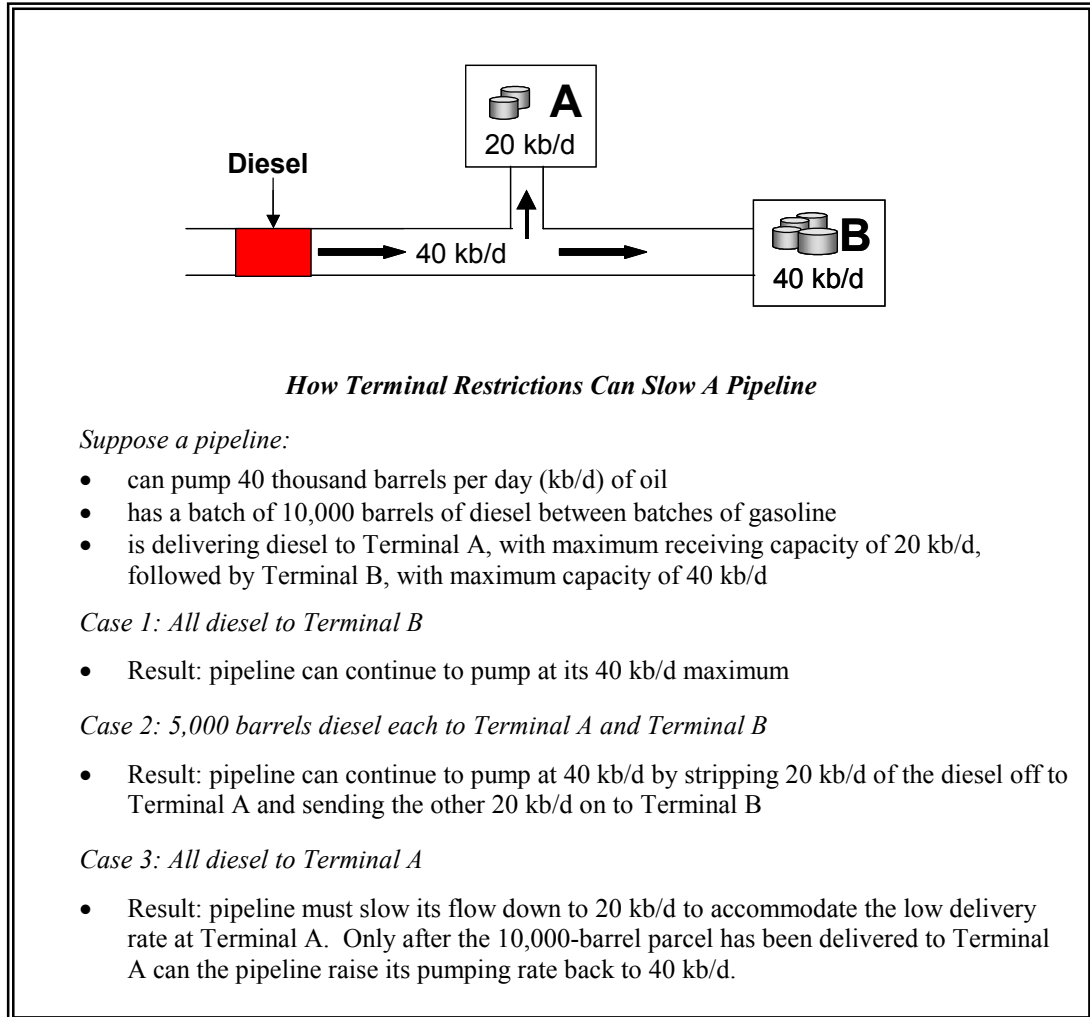 A
20 kb/d
Diesel
40 kb/d
B
40 kb/d
How Terminal Restrictions Can Slow A Pipeline
Suppose a pipeline:
• can pump 40 thousand barrels per day (kb/d) of oil
• has a batch of 10,000 barrels of diesel between batches of gasoline
• is delivering diesel to Terminal A, with maximum receiving capacity of 20 kb/d,
followed by Terminal B, with maximum capacity of 40 kb/d
Case 1: All diesel to Terminal B
• Result: pipeline can continue to pump at its 40 kb/d maximum
Case 2: 5,000 barrels diesel each to Terminal A and Terminal B
• Result: pipeline can continue to pump at 40 kb/d by stripping 20 kb/d of the diesel off to
Terminal A and sending the other 20 kb/d on to Terminal B
Case 3: All diesel to Terminal A
• Result: pipeline must slow its flow down to 20 kb/d to accommodate the low delivery
rate at Terminal A.  Only after the 10,000-barrel parcel has been delivered to Terminal
A can the pipeline raise its pumping rate back to 40 kb/d.